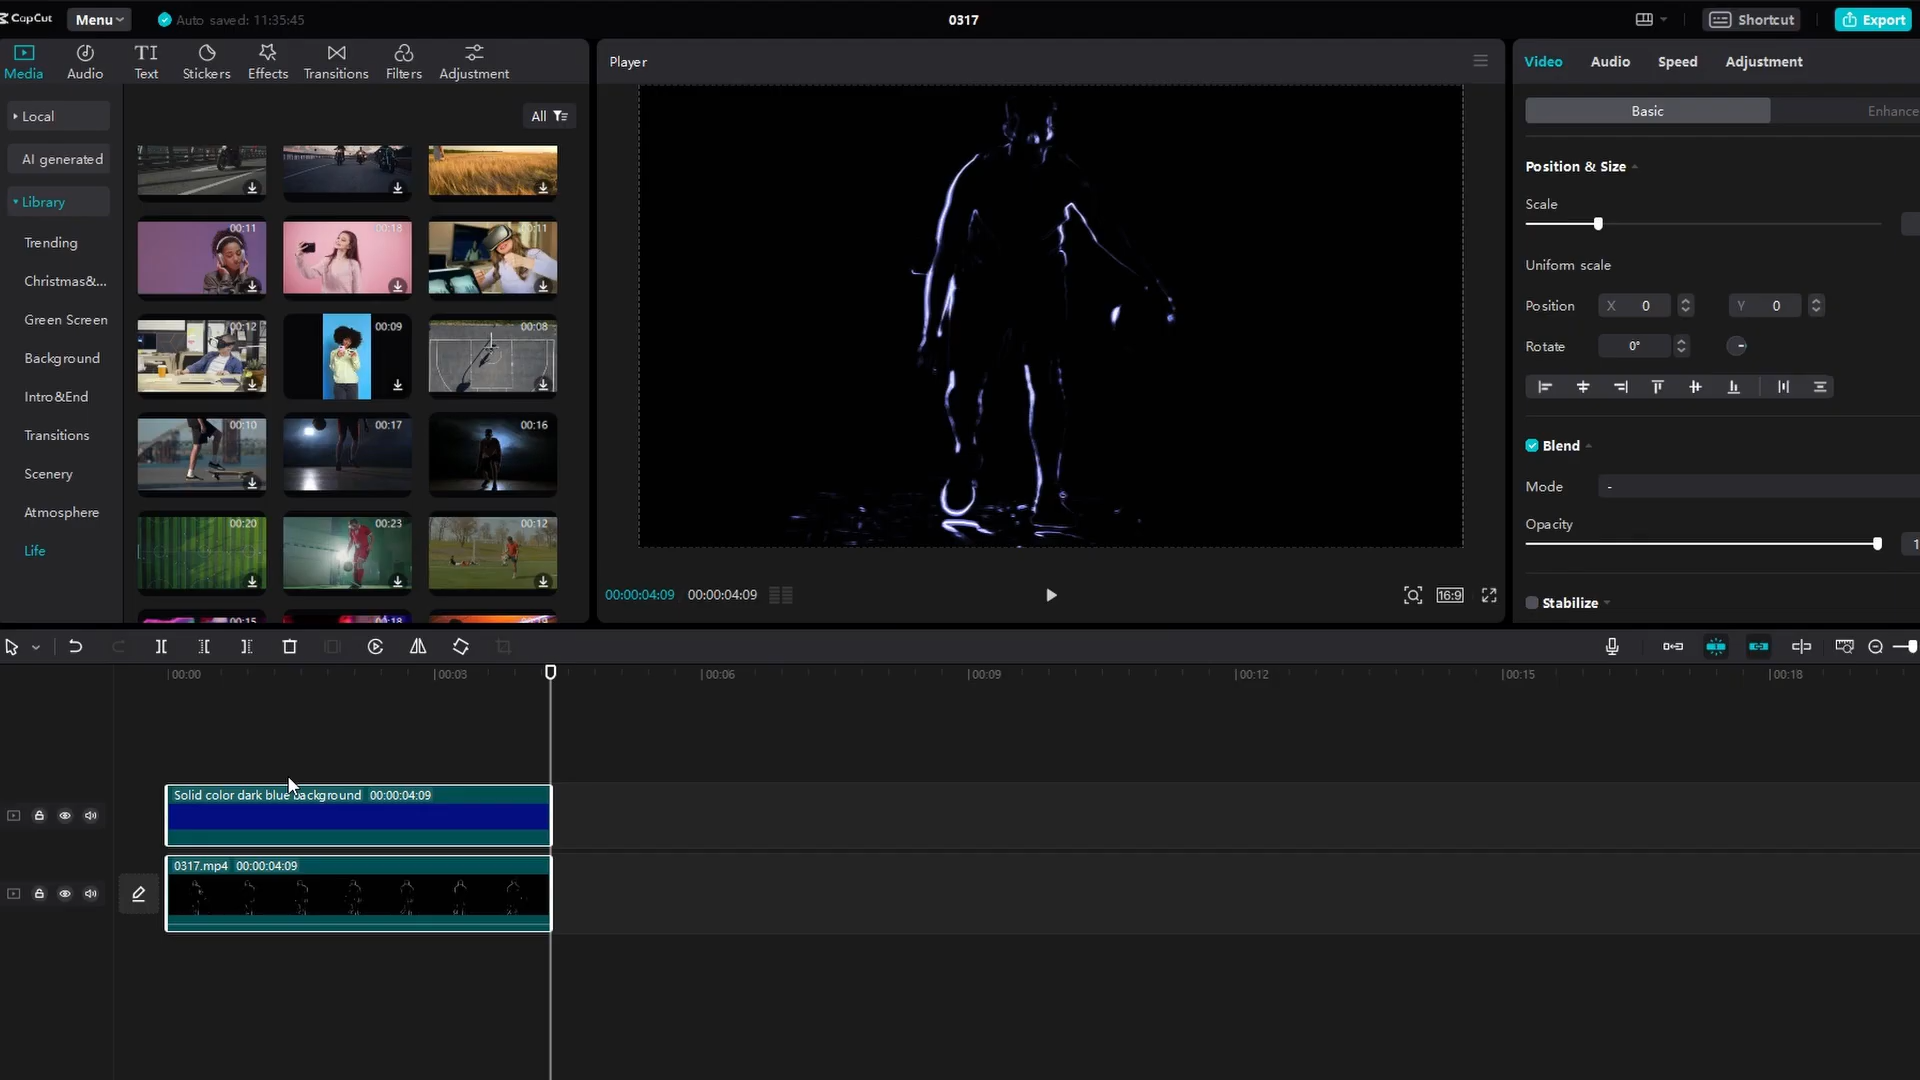 CapCut
Menu
Auto saved: 11:35:45
0317
Shortcut
Export
Media
Audio
Text
Stickers
Effects
Transitions
Filters
Adjustment
Local
AI generated
Library
Trending
Christmas&...
Green Screen
Background
Intro&End
Transitions
Scenery
Atmosphere
Life
All
00:11
00:18
00:11
00:12
00:09
00:08
00:10
00:17
00:16
00:20
00:23
00:12
00:15
00:18
Player
00:00:04:09
00:00:04:09
16:9
Video
Audio
Speed
Adjustment
Basic
Enhance
Position & Size
Scale
Uniform scale
Position
X 0
Y 0
Rotate
0°
Blend
Mode
-
Opacity
1
Stabilize
00:00
00:03
00:06
00:09
00:12
00:15
00:18
Solid color dark blue background 00:00:04:09
0317.mp4 00:00:04:09